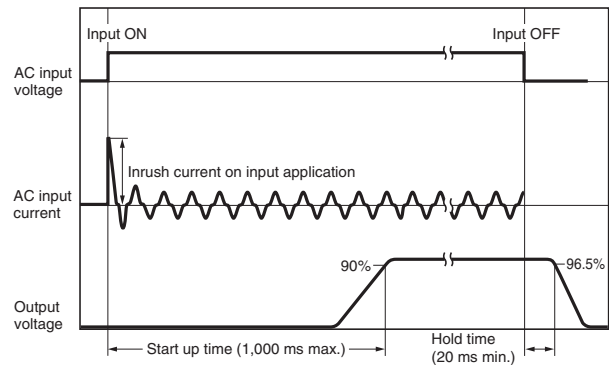 Input ON
Input OFF
AC input
voltage
Inrush current on input application
AC input
current
90%
96.5%
Output
voltage
Start up time (1,000 ms max.)
Hold time
(20 ms min.)